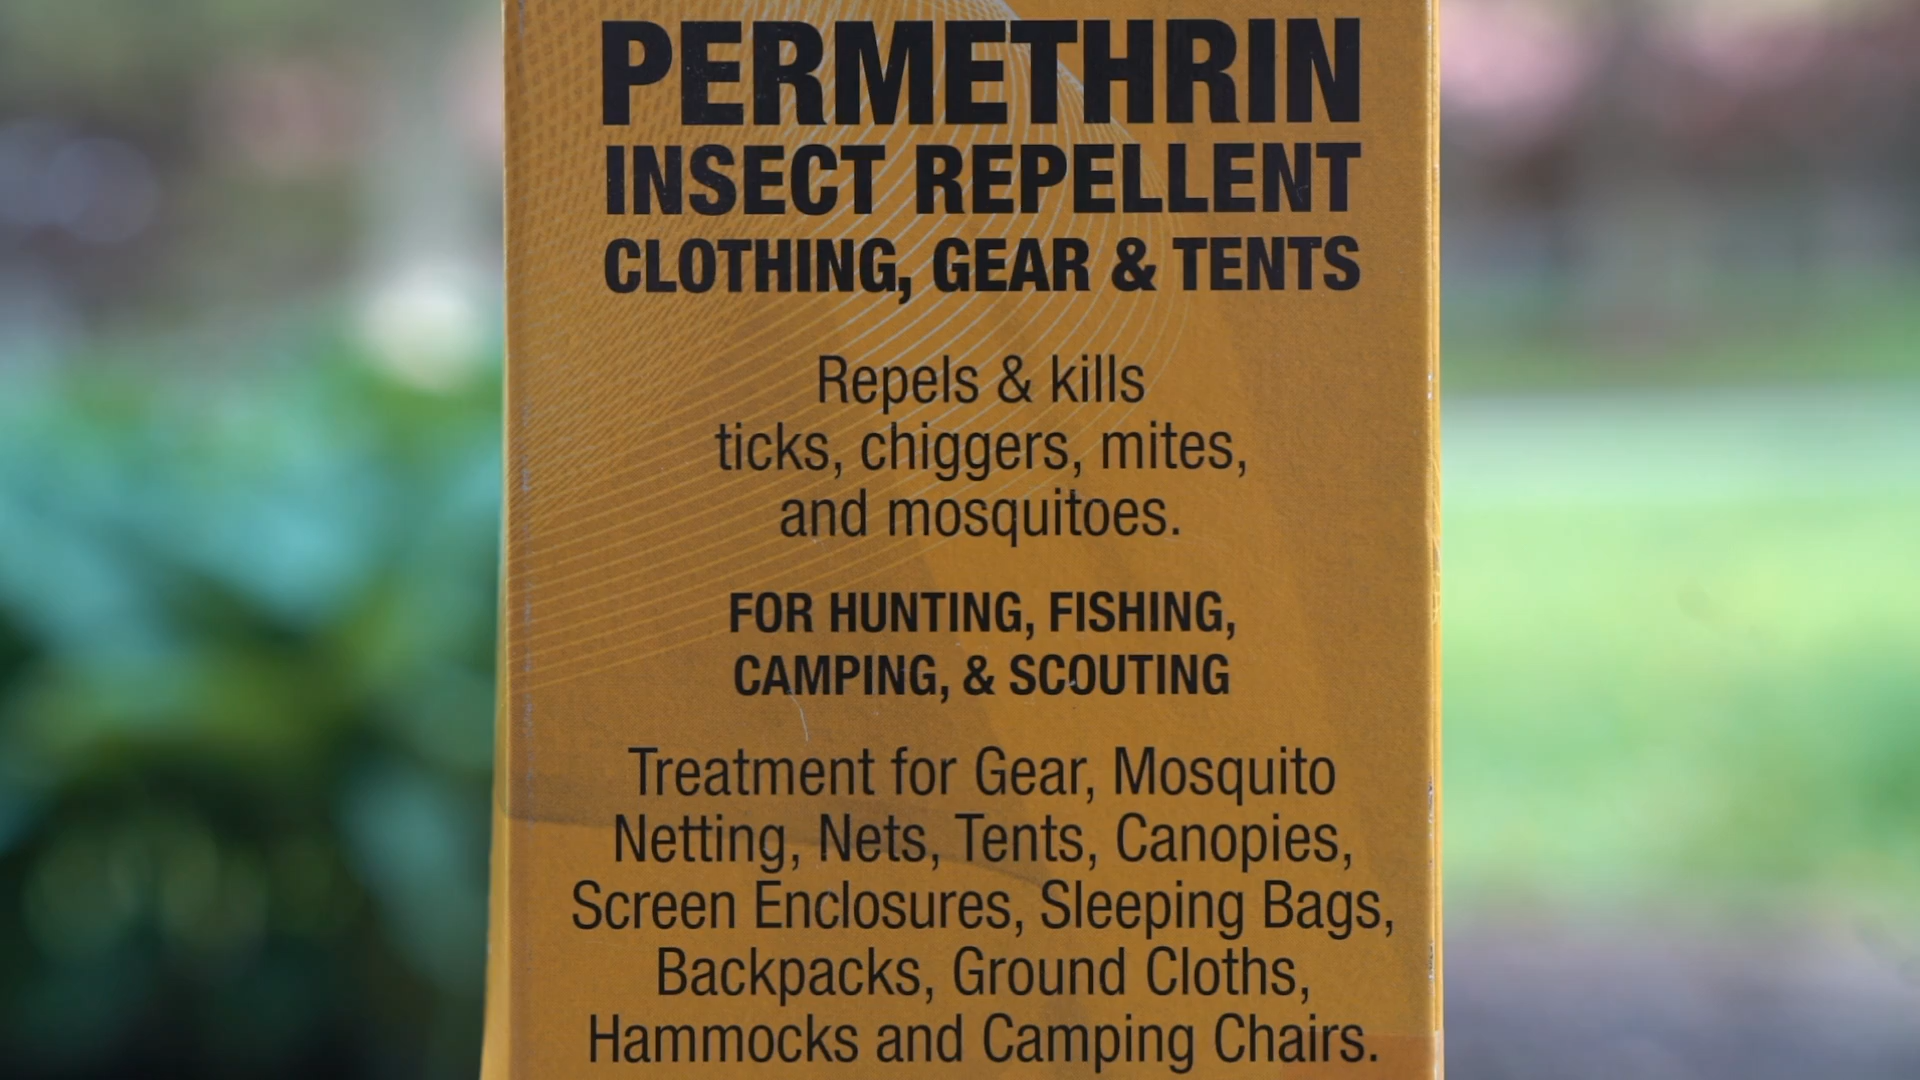 PERMETHRIN
INSECT REPELLENT
CLOTHING, GEAR & TENTS
Repels & kills
ticks, chiggers, mites,
and mosquitoes.
FOR HUNTING, FISHING,
CAMPING, & SCOUTING
Treatment for Gear, Mosquito
Netting, Nets, Tents, Canopies,
Screen Enclosures, Sleeping Bags,
Backpacks, Ground Cloths,
Hammocks and Camping Chairs.